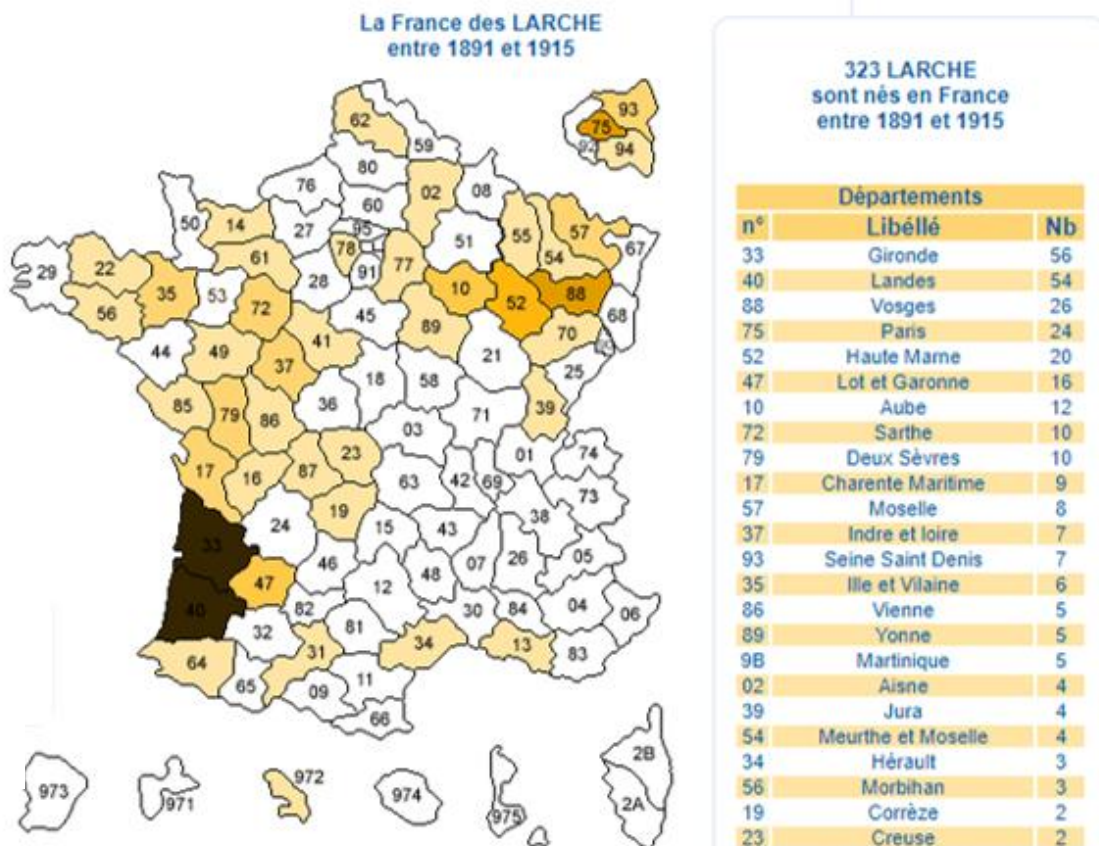 La France des LARCHE
entre 1891 et 1915
62
59
80
76
60
02
08
50
14
27
95
51
55
57
54
67
61
78
77
29
22
35
53
28
91
10
52
88
56
72
45
89
70
68
44
49
41
21
37
18
58
25
85
79
86
36
71
39
03
17
16
87
23
01
74
63
42
69
73
24
19
38
33
15
43
46
07
26
05
47
12
48
40
82
30
84
04
06
32
81
31
34
13
83
64
65
09
11
66
973
971
972
974
975
2B
2A
93
75
92
94
323 LARCHE
sont nés en France
entre 1891 et 1915
Départements
n° Libéllé Nb
33 Gironde 56
40 Landes 54
88 Vosges 26
75 Paris 24
52 Haute Marne 20
47 Lot et Garonne 16
10 Aube 12
72 Sarthe 10
79 Deux Sèvres 10
17 Charente Maritime 9
57 Moselle 8
37 Indre et loire 7
93 Seine Saint Denis 7
35 Ille et Vilaine 6
86 Vienne 5
89 Yonne 5
9B Martinique 5
02 Aisne 4
39 Jura 4
54 Meurthe et Moselle 4
34 Hérault 3
56 Morbihan 3
19 Corrèze 2
23 Creuse 2